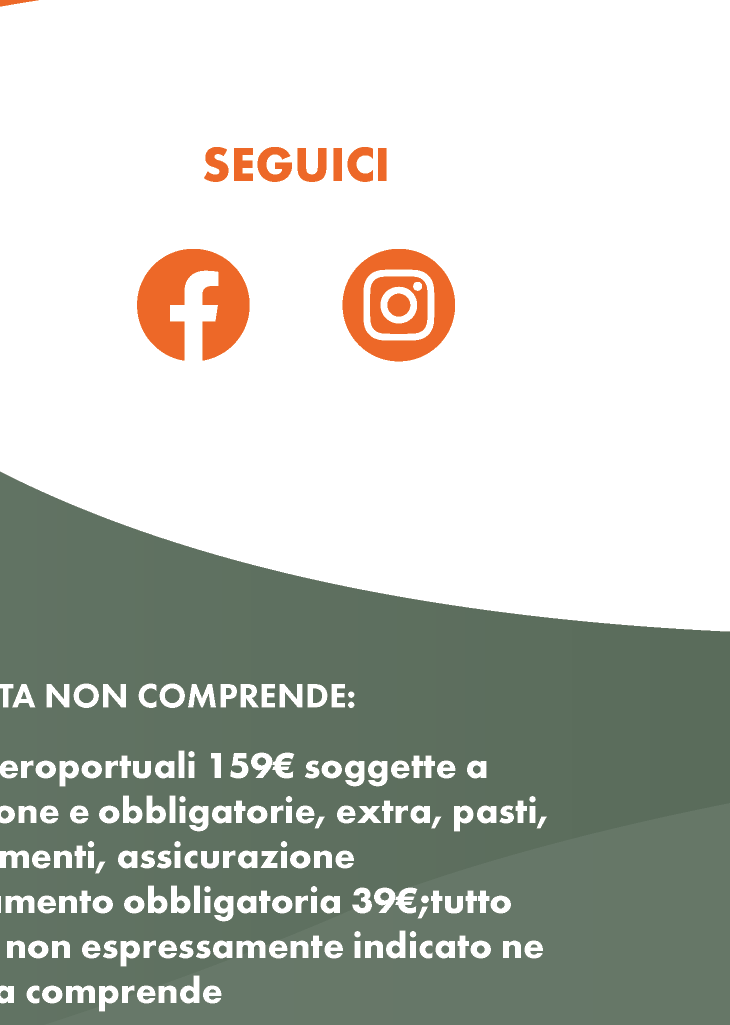 SEGUICI
TA NON COMPRENDE:
eroportuali 159€ soggette a
one e obbligatorie, extra, pasti,
menti, assicurazione
amento obbligatoria 39€;tutto
non espressamente indicato ne
a comprende